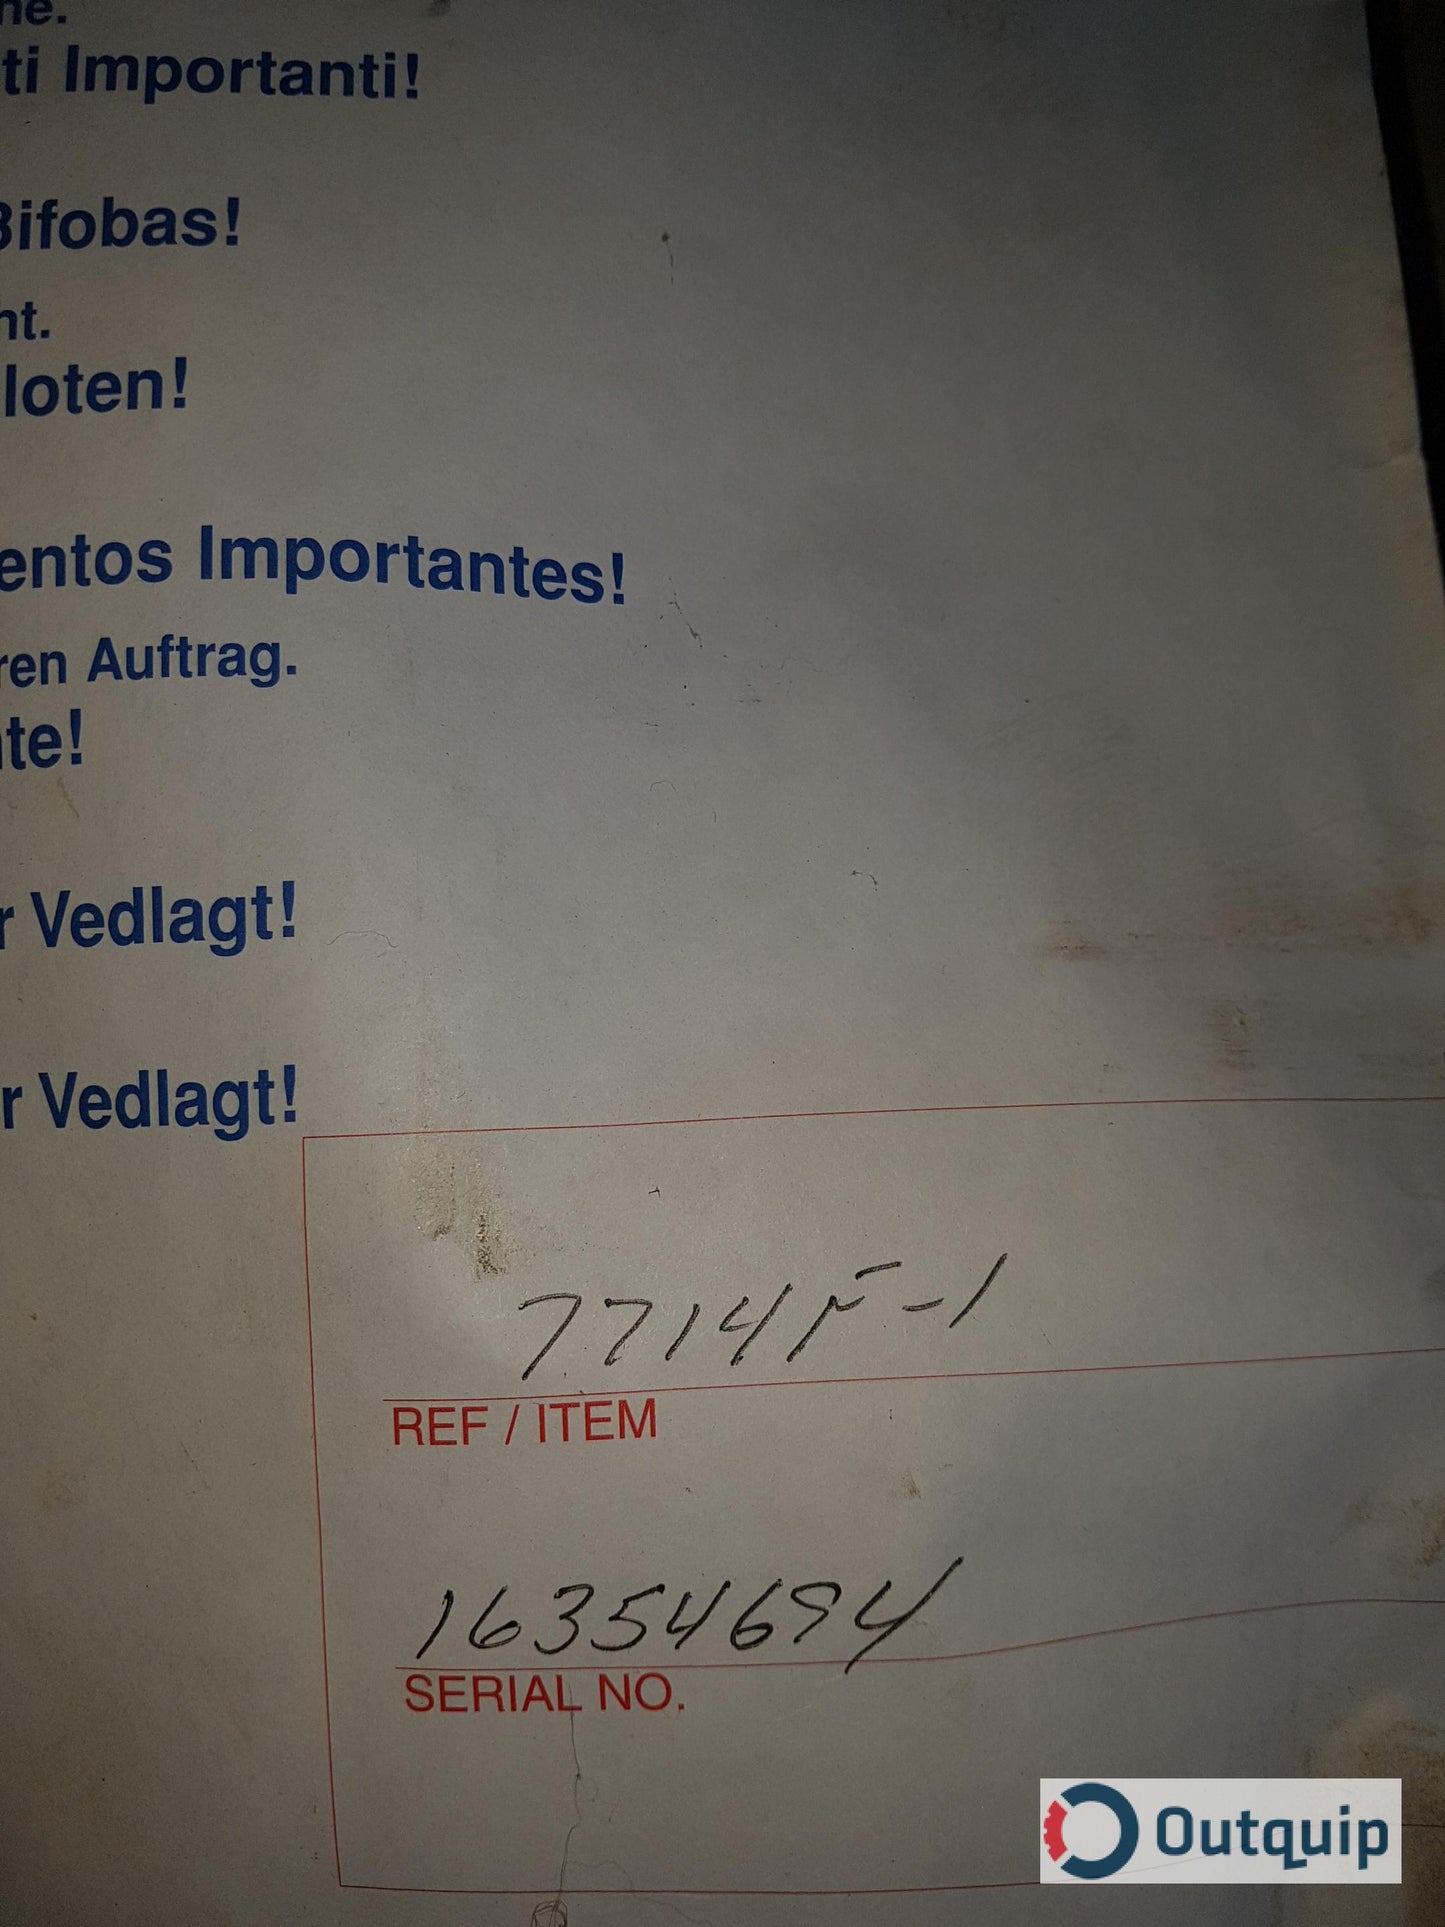 ne.
ti Importanti!
Bifobas!
nt.
loten!
entos Importantes!
ren Auftrag.
te!
r Vedlagt!
r Vedlagt!
7714F-1
REF / ITEM
16354694
SERIAL NO.
Outquip